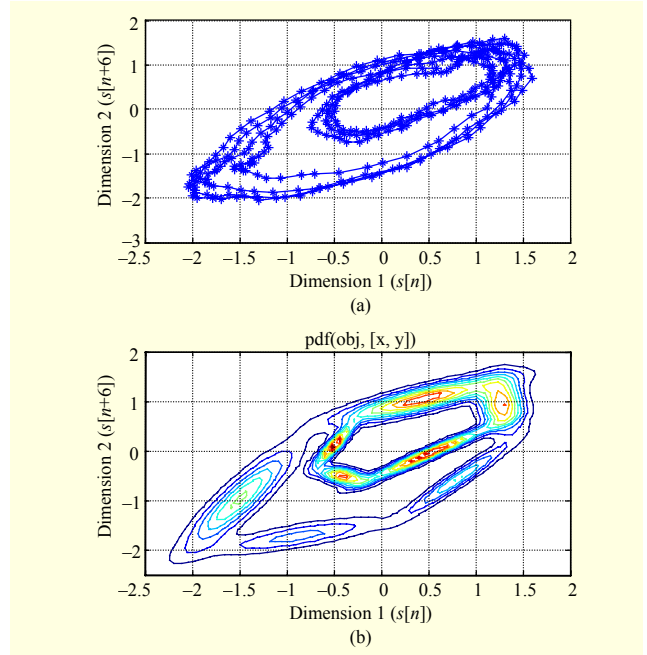 2
1
0
−1
−2
−3
Dimension 2 (s[n+6])
−2.5 −2 −1.5 −1 −0.5 0 0.5 1 1.5 2
Dimension 1 (s[n])
(a)
pdf(obj, [x, y])
2
1
0
−1
−2
Dimension 2 (s[n+6])
−2.5 −2 −1.5 −1 −0.5 0 0.5 1 1.5 2
Dimension 1 (s[n])
(b)